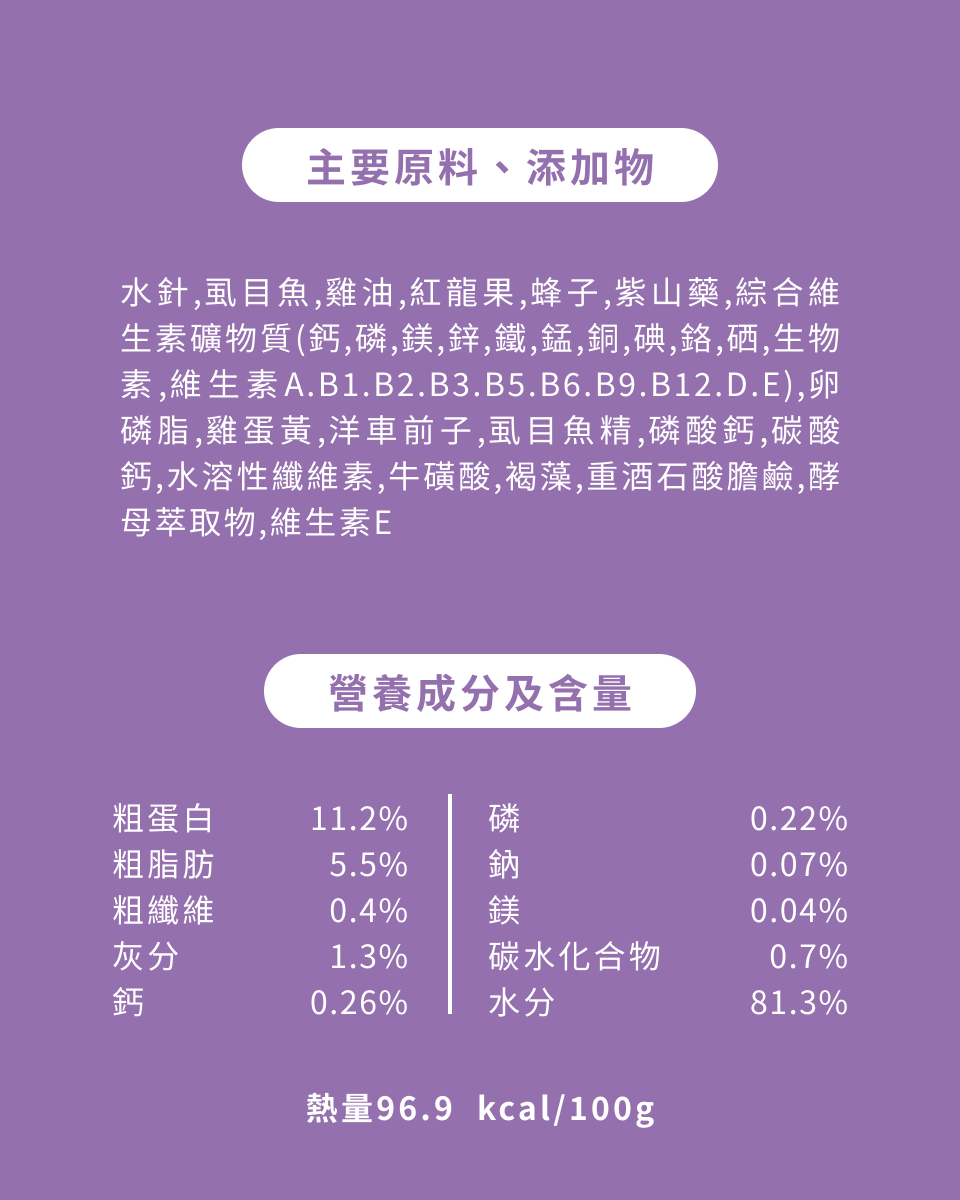 主要原料、添加物
水針,虱目魚,雞油,紅龍果,蜂子,紫山藥,綜合維
生素礦物質(鈣,磷,鎂,鋅,鐵,錳,銅,碘,鉻,硒,生物
素,維生素A.B1.B2.B3.B5.B6.B9.B12.D.E),卵
磷脂,雞蛋黃,洋車前子,虱目魚精,磷酸鈣,碳酸
鈣,水溶性纖維素,牛磺酸,褐藻,重酒石酸膽鹼,酵
母萃取物,維生素E
營養成分及含量
粗蛋白 11.2%
粗脂肪 5.5%
粗纖維 0.4%
灰分 1.3%
鈣 0.26%
磷 0.22%
鈉 0.07%
鎂 0.04%
碳水化合物 0.7%
水分 81.3%
熱量96.9 kcal/100g